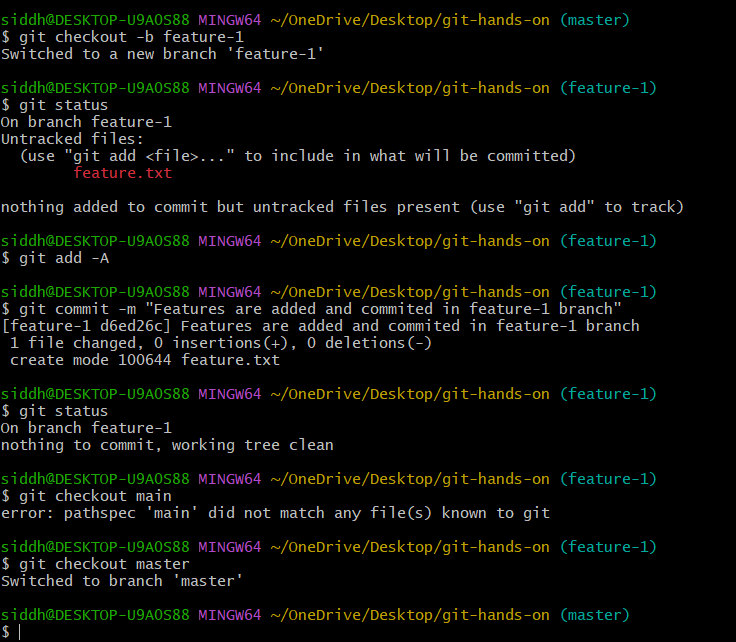 siddh@DESKTOP-U9A0S88 MINGW64 ~/OneDrive/Desktop/git-hands-on (master)
$ git checkout -b feature-1
Switched to a new branch 'feature-1'
siddh@DESKTOP-U9A0S88 MINGW64 ~/OneDrive/Desktop/git-hands-on (feature-1)
$ git status
On branch feature-1
Untracked files:
  (use "git add <file>..." to include in what will be committed)
        feature.txt
nothing added to commit but untracked files present (use "git add" to track)
siddh@DESKTOP-U9A0S88 MINGW64 ~/OneDrive/Desktop/git-hands-on (feature-1)
$ git add -A
siddh@DESKTOP-U9A0S88 MINGW64 ~/OneDrive/Desktop/git-hands-on (feature-1)
$ git commit -m "Features are added and commited in feature-1 branch"
[feature-1 d6ed26c] Features are added and commited in feature-1 branch
 1 file changed, 0 insertions(+), 0 deletions(-)
 create mode 100644 feature.txt
siddh@DESKTOP-U9A0S88 MINGW64 ~/OneDrive/Desktop/git-hands-on (feature-1)
$ git status
On branch feature-1
nothing to commit, working tree clean
siddh@DESKTOP-U9A0S88 MINGW64 ~/OneDrive/Desktop/git-hands-on (feature-1)
$ git checkout main
error: pathspec 'main' did not match any file(s) known to git
siddh@DESKTOP-U9A0S88 MINGW64 ~/OneDrive/Desktop/git-hands-on (feature-1)
$ git checkout master
Switched to branch 'master'
siddh@DESKTOP-U9A0S88 MINGW64 ~/OneDrive/Desktop/git-hands-on (master)
$